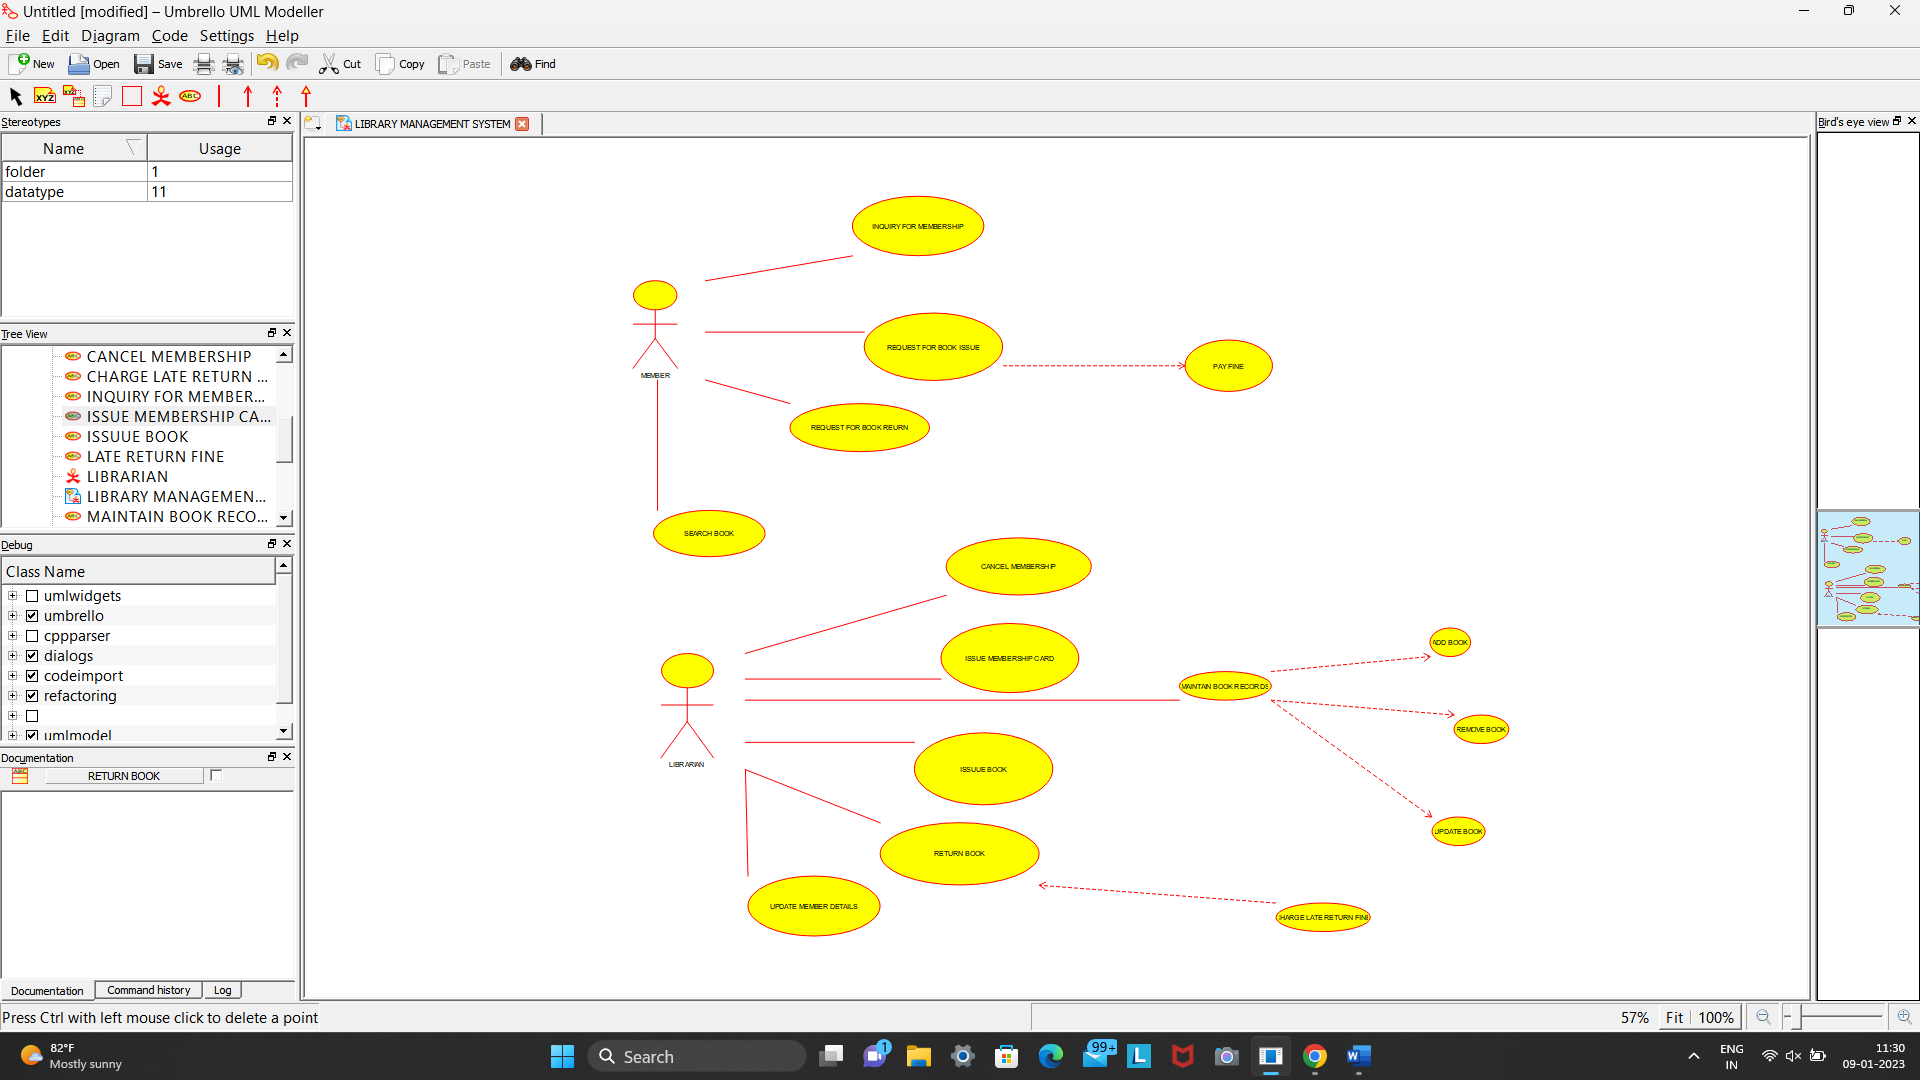 Untitled [modified] – Umbrello UML Modeller
File Edit Diagram Code Settings Help
New Open Save Cut Copy Paste Find
XYZ XYZ ABC
Stereotypes
Name Usage
folder 1
datatype 11
Tree View
CANCEL MEMBERSHIP
CHARGE LATE RETURN ...
INQUIRY FOR MEMBER...
ISSUE MEMBERSHIP CA...
ISSUUE BOOK
LATE RETURN FINE
LIBRARIAN
LIBRARY MANAGEMEN...
MAINTAIN BOOK RECO...
Debug
Class Name
umlwidgets
umbrello
cppparser
dialogs
codeimport
refactoring
umlmodel
Documentation
RETURN BOOK
Documentation Command history Log
LIBRARY MANAGEMENT SYSTEM
INQUIRY FOR MEMBERSHIP
MEMBER
REQUEST FOR BOOK ISSUE
PAY FINE
REQUEST FOR BOOK REURN
SEARCH BOOK
CANCEL MEMBERSHIP
ISSUE MEMBERSHIP CARD
LIBRARIAN
MAINTAIN BOOK RECORDS
ADD BOOK
REMOVE BOOK
ISSUUE BOOK
UPDATE BOOK
RETURN BOOK
UPDATE MEMBER DETAILS
CHARGE LATE RETURN FINE
Bird's eye view
Press Ctrl with left mouse click to delete a point
57% Fit 100%
82°F
Mostly sunny
Search
1
99+
L
W
ENG
IN
11:30
09-01-2023